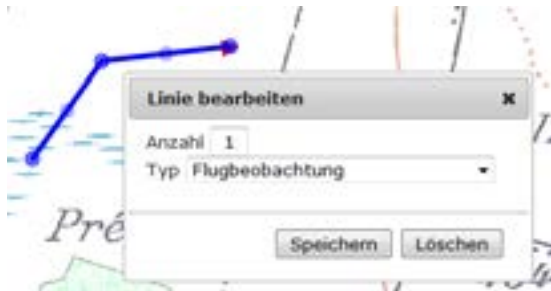 Linie bearbeiten
Anzahl 1
Typ Flugbeobachtung
Pré
Speichern Löschen